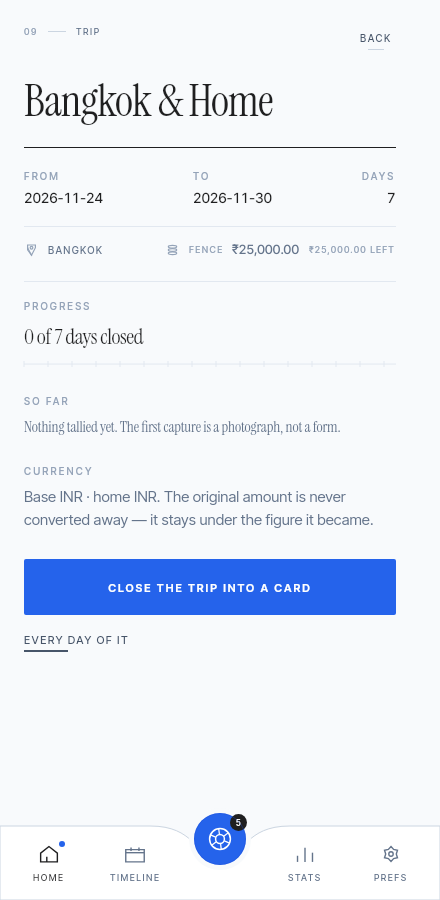 09 TRIP
BACK
Bangkok & Home
FROM TO DAYS
2026-11-24 2026-11-30 7
BANGKOK FENCE ₹25,000.00 ₹25,000.00 LEFT
PROGRESS
0 of 7 days closed
SO FAR
Nothing tallied yet. The first capture is a photograph, not a form.
CURRENCY
Base INR · home INR. The original amount is never
converted away — it stays under the figure it became.
CLOSE THE TRIP INTO A CARD
EVERY DAY OF IT
5
HOME TIMELINE STATS PREFS